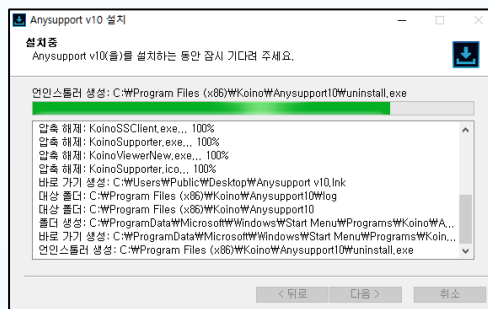 Anysupport v10 설치
설치중
Anysupport v10(을)를 설치하는 동안 잠시 기다려 주세요.
언인스톨러 생성: C:₩Program Files (x86)₩Koino₩Anysupport10₩uninstall.exe
압축 해제: KoinoSSClient.exe... 100%
압축 해제: KoinoSupporter.exe... 100%
압축 해제: KoinoViewerNew.exe... 100%
압축 해제: KoinoSupporter.ico... 100%
바로 가기 생성: C:₩Users₩Public₩Desktop₩Anysupport v10.lnk
대상 폴더: C:₩Program Files (x86)₩Koino₩Anysupport10₩log
대상 폴더: C:₩Program Files (x86)₩Koino₩Anysupport10
폴더 생성: C:₩ProgramData₩Microsoft₩Windows₩Start Menu₩Programs₩Koino₩A...
바로 가기 생성: C:₩ProgramData₩Microsoft₩Windows₩Start Menu₩Programs₩Koin...
언인스톨러 생성: C:₩Program Files (x86)₩Koino₩Anysupport10₩uninstall.exe
< 뒤로 다음 > 취소